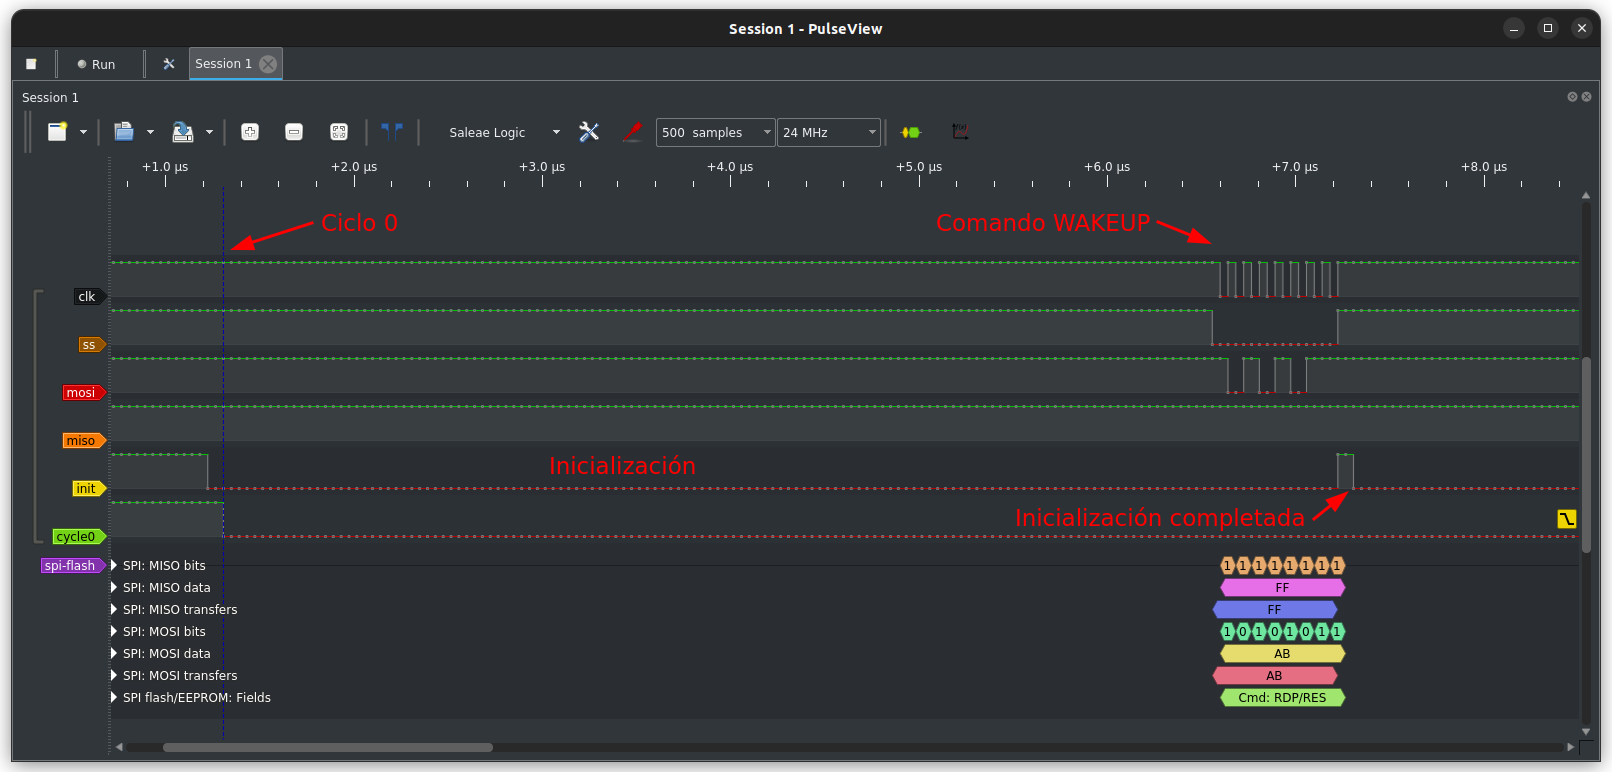 Session 1 - PulseView
Run
Session 1
Session 1
Saleae Logic
500 samples
24 MHz
+1.0 µs +2.0 µs +3.0 µs +4.0 µs +5.0 µs +6.0 µs +7.0 µs +8.0 µs
Ciclo 0
Comando WAKEUP
clk
ss
mosi
miso
Inicialización
init
Inicialización completada
cycle0
spi-flash
SPI: MISO bits 1 1 1 1 1 1 1 1
SPI: MISO data FF
SPI: MISO transfers FF
SPI: MOSI bits 1 0 1 0 1 0 1 1
SPI: MOSI data AB
SPI: MOSI transfers AB
SPI flash/EEPROM: Fields Cmd: RDP/RES